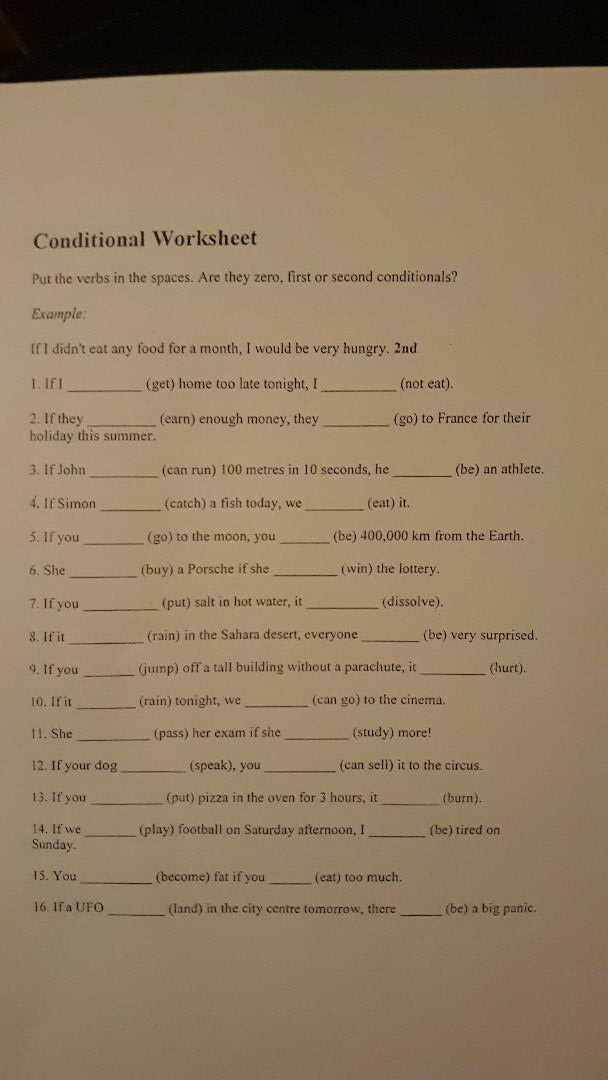 Conditional Worksheet
Put the verbs in the spaces. Are they zero, first or second conditionals?
Example:
If I didn't eat any food for a month, I would be very hungry. 2nd
1. If I __________ (get) home too late tonight, I __________ (not eat).
2. If they _________ (earn) enough money, they _________ (go) to France for their
holiday this summer.
3. If John _________ (can run) 100 metres in 10 seconds, he ________ (be) an athlete.
4. If Simon ________ (catch) a fish today, we ________ (eat) it.
5. If you ________ (go) to the moon, you ______ (be) 400,000 km from the Earth.
6. She _________ (buy) a Porsche if she ________ (win) the lottery.
7. If you __________ (put) salt in hot water, it _________ (dissolve).
8. If it __________ (rain) in the Sahara desert, everyone ________ (be) very surprised.
9. If you _______ (jump) off a tall building without a parachute, it _________ (hurt).
10. If it ________ (rain) tonight, we ________ (can go) to the cinema.
11. She __________ (pass) her exam if she ________ (study) more!
12. If your dog _________ (speak), you __________ (can sell) it to the circus.
13. If you __________ (put) pizza in the oven for 3 hours, it ________ (burn).
14. If we _______ (play) football on Saturday afternoon, I ________ (be) tired on
Sunday.
15. You __________ (become) fat if you ______ (eat) too much.
16. If a UFO ________ (land) in the city centre tomorrow, there ______ (be) a big panic.